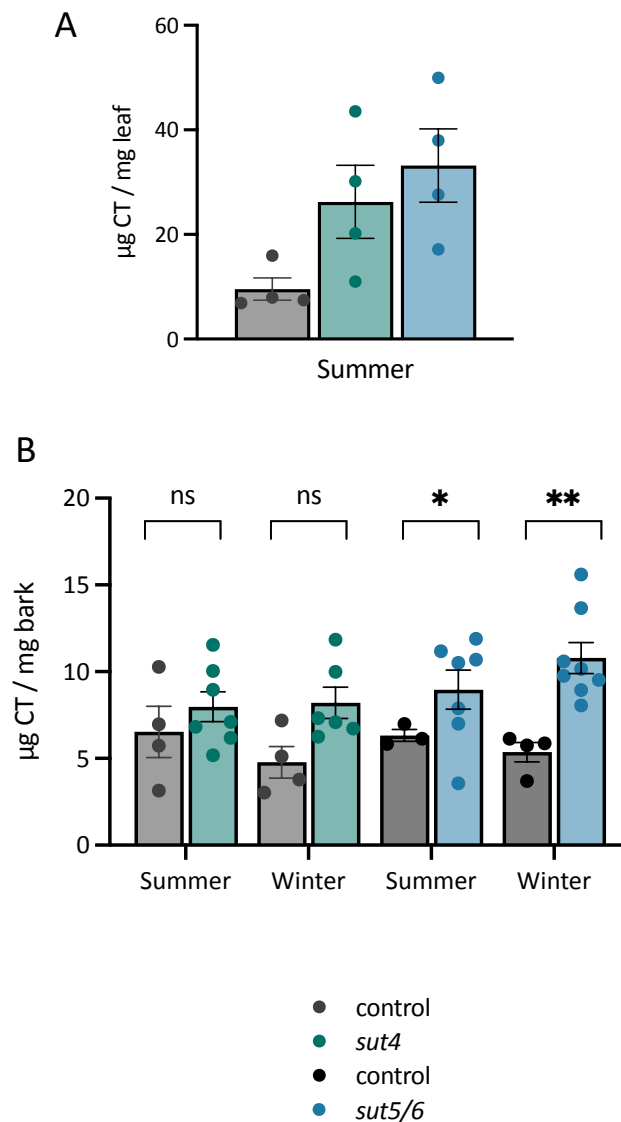 A
µg CT / mg leaf
60
40
20
0
Summer
B
µg CT / mg bark
20
15
10
5
0
ns
ns
*
**
Summer
Winter
Summer
Winter
control
sut4
control
sut5/6